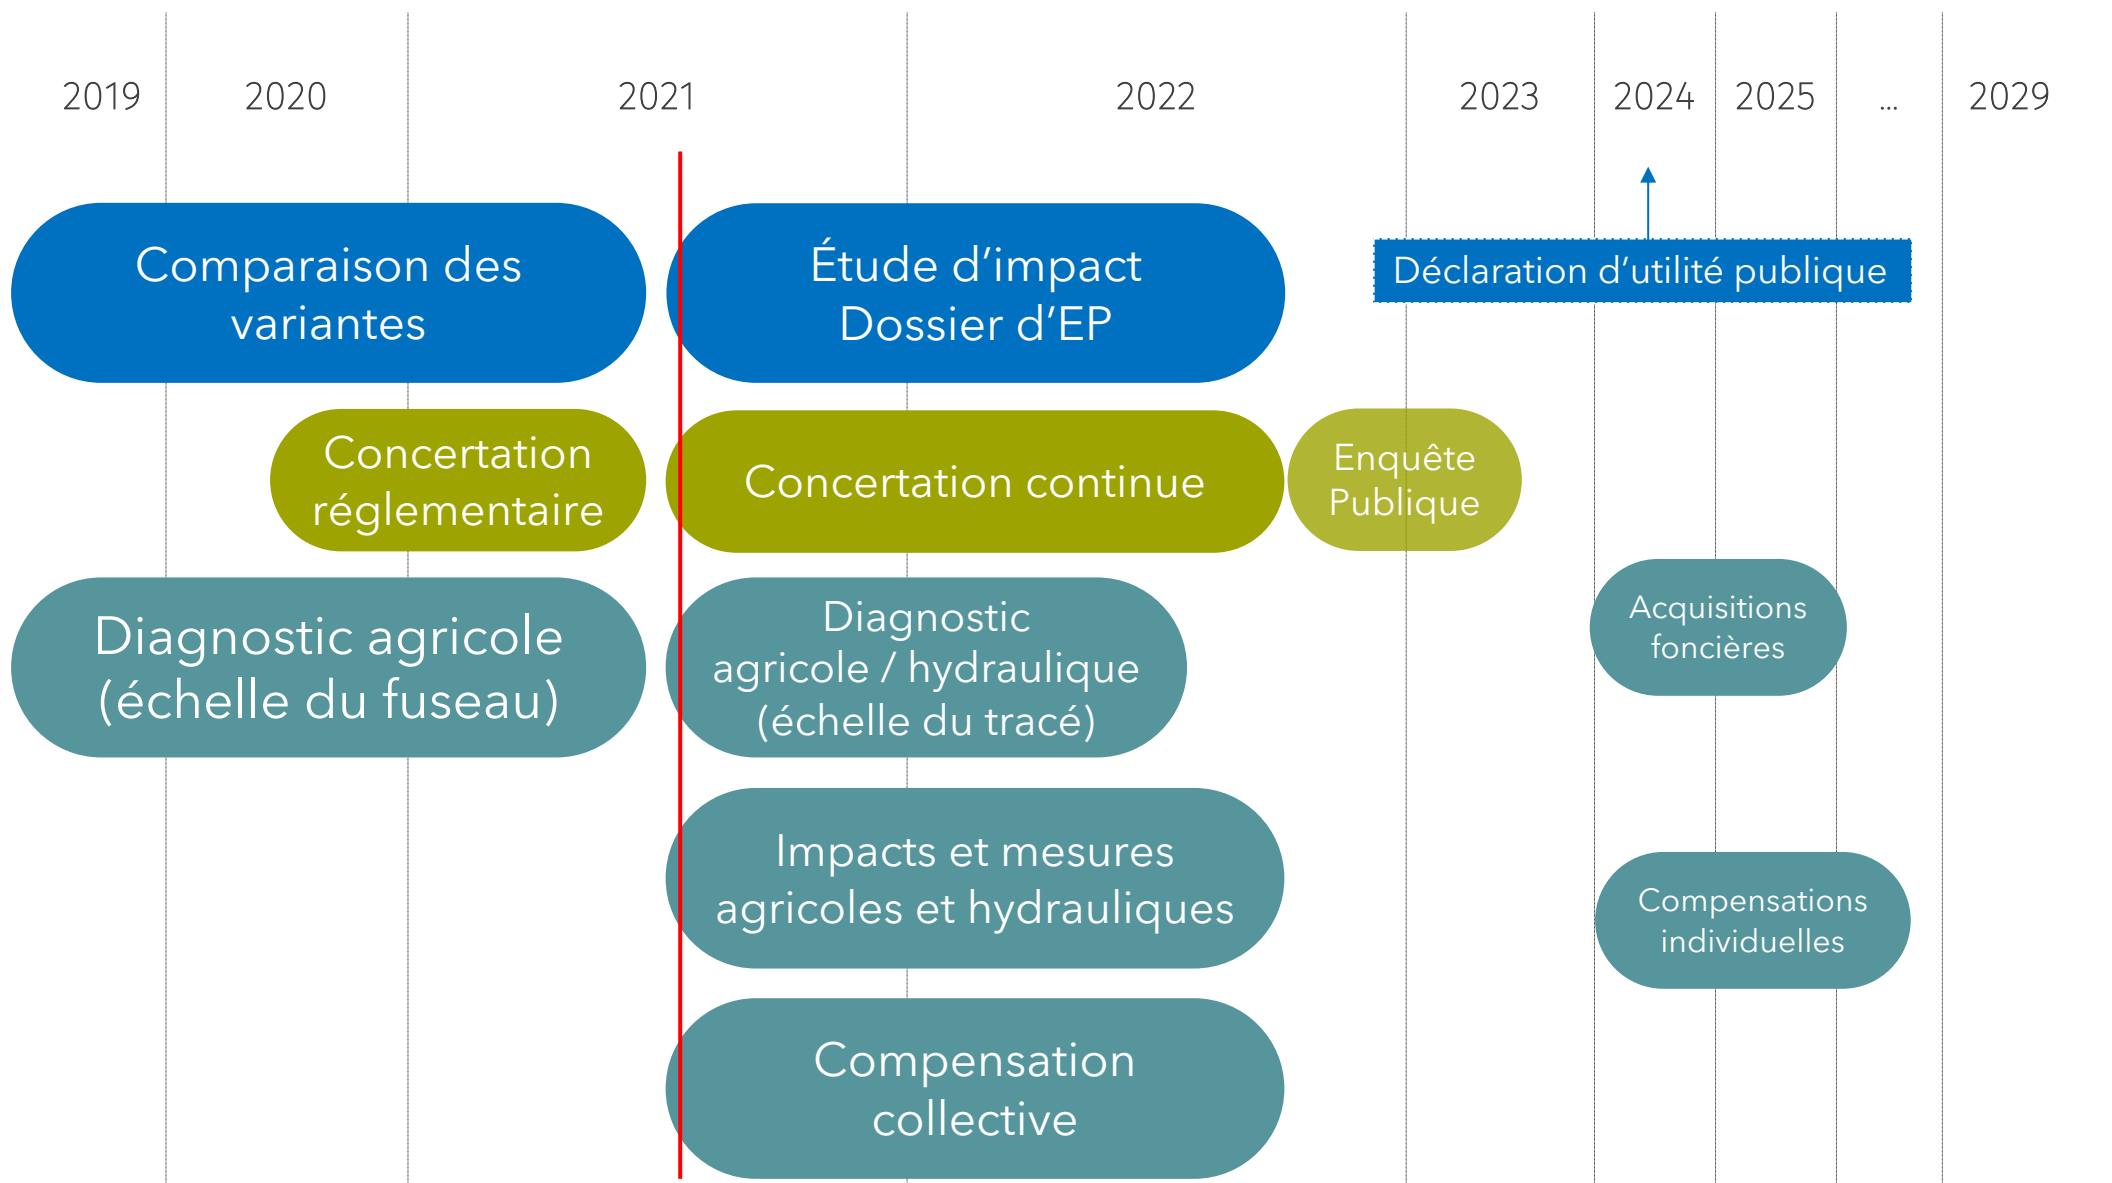 2019
2020
2021
2022
2023
2024
2025
...
2029
Comparaison des
variantes
Étude d’impact
Dossier d’EP
Déclaration d’utilité publique
Concertation
réglementaire
Concertation continue
Enquête
Publique
Diagnostic agricole
(échelle du fuseau)
Diagnostic
agricole / hydraulique
(échelle du tracé)
Acquisitions
foncières
Impacts et mesures
agricoles et hydrauliques
Compensations
individuelles
Compensation
collective